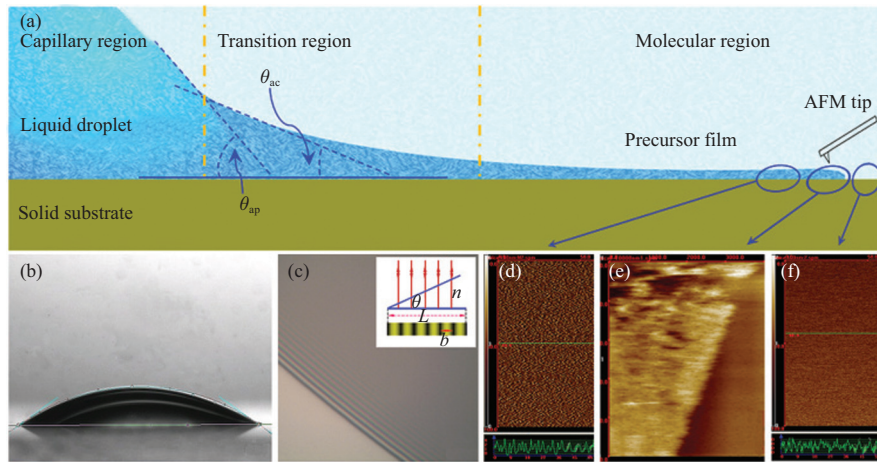 (a)
Capillary region
Transition region
Molecular region
θac
AFM tip
Liquid droplet
Precursor film
θap
Solid substrate
(b)
(c)
n
θ
L
b
(d)
(e)
(f)